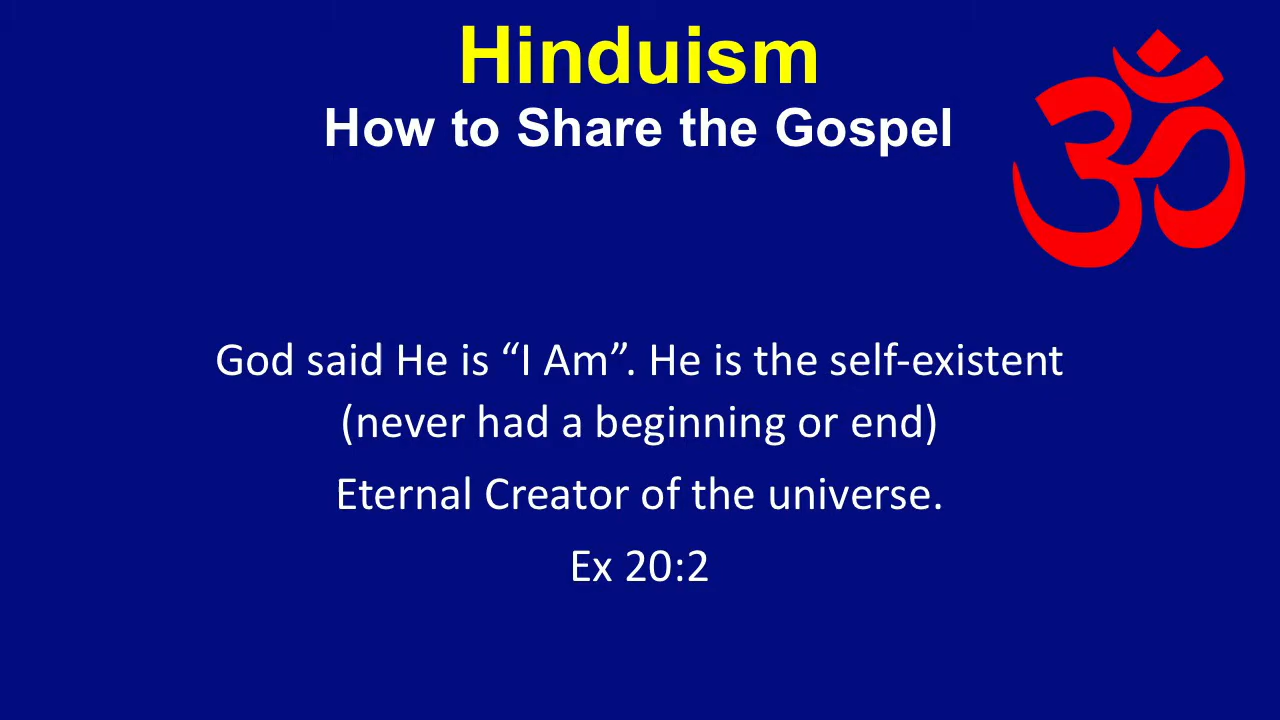 Hinduism
How to Share the Gospel
ॐ
God said He is “I Am”. He is the self-existent
(never had a beginning or end)
Eternal Creator of the universe.
Ex 20:2